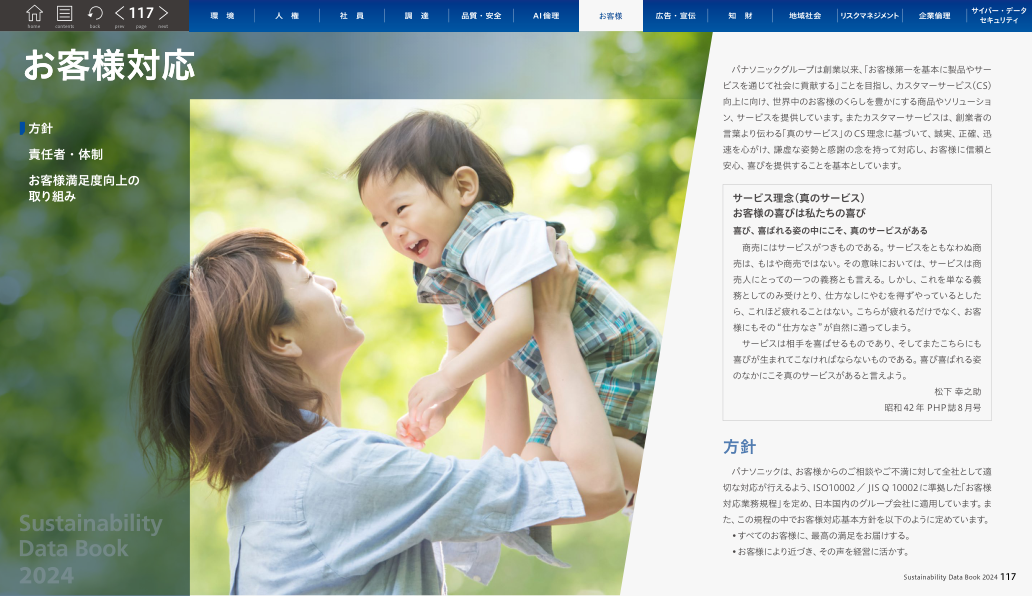 117
home
contents
back
prev
page
next
環 境
人 権
社 員
調 達
品質・安全
AI倫理
お客様
広告・宣伝
知 財
地域社会
リスクマネジメント
企業倫理
サイバー・データ
セキュリティ
お客様対応
方針
責任者・体制
お客様満足度向上の
取り組み
Sustainability
Data Book
2024
パナソニックグループは創業以来、「お客様第一を基本に製品やサー
ビスを通じて社会に貢献する」ことを目指し、カスタマーサービス(CS)
向上に向け、世界中のお客様のくらしを豊かにする商品やソリューショ
ン、サービスを提供しています。またカスタマーサービスは、創業者の
言葉より伝わる「真のサービス」のCS理念に基づいて、誠実、正確、迅
速を心がけ、謙虚な姿勢と感謝の念を持って対応し、お客様に信頼と
安心、喜びを提供することを基本としています。
サービス理念(真のサービス)
お客様の喜びは私たちの喜び
喜び、喜ばれる姿の中にこそ、真のサービスがある
商売にはサービスがつきものである。サービスをともなわぬ商
売は、もはや商売ではない。その意味においては、サービスは商
売人にとっての一つの義務とも言える。しかし、これを単なる義
務としてのみ受けとり、仕方なしにやむを得ずやっているとした
ら、これほど疲れることはない。こちらが疲れるだけでなく、お客
様にもその“仕方なさ”が自然に通ってしまう。
サービスは相手を喜ばせるものであり、そしてまたこちらにも
喜びが生まれてこなければならないものである。喜び喜ばれる姿
のなかにこそ真のサービスがあると言えよう。
松下 幸之助
昭和42年 PHP誌8月号
方針
パナソニックは、お客様からのご相談やご不満に対して全社として適
切な対応が行えるよう、ISO10002/JIS Q 10002に準拠した「お客様
対応業務規程」を定め、日本国内のグループ会社に適用しています。ま
た、この規程の中でお客様対応基本方針を以下のように定めています。
•すべてのお客様に、最高の満足をお届けする。
•お客様により近づき、その声を経営に活かす。
Sustainability Data Book 2024 117